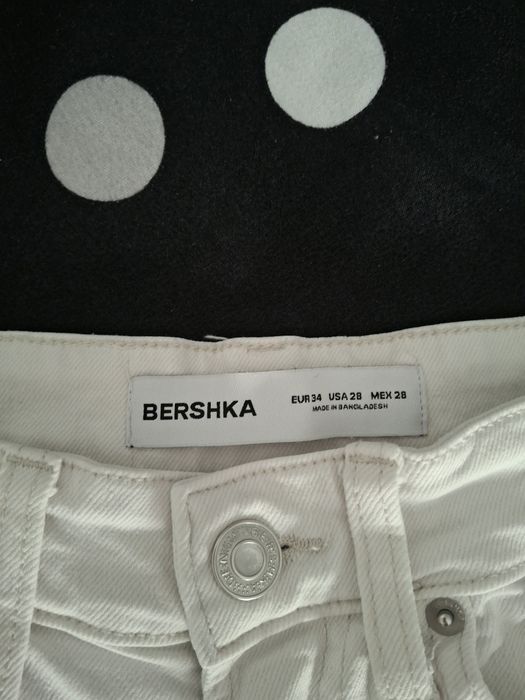 BERSHKA
EUR 34 USA 28 MEX 28
MADE IN BANGLADESH